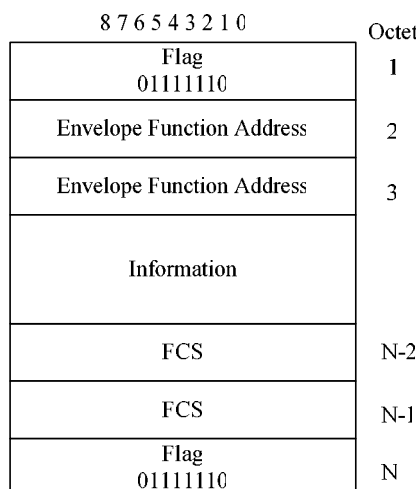 8 7 6 5 4 3 2 1 0
Octet
Flag
01111110
1
Envelope Function Address
2
Envelope Function Address
3
Information
FCS
N-2
FCS
N-1
Flag
01111110
N